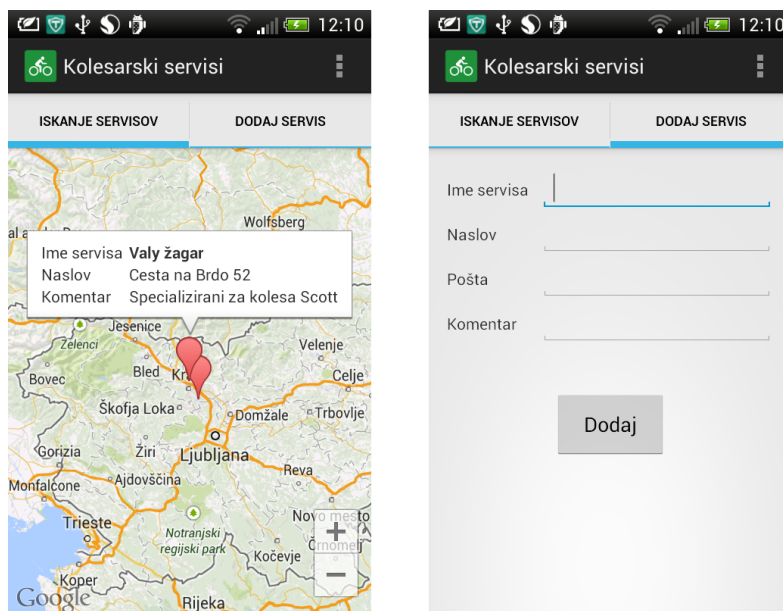 12:10
Kolesarski servisi
ISKANJE SERVISOV DODAJ SERVIS
Wolfsberg
Ime servisa Valy žagar
Naslov Cesta na Brdo 52
Komentar Specializirani za kolesa Scott
Jesenice
Zelenci
Velenje
Bovec
Bled
Celje
Škofja Loka
Domžale
Trbovlje
Ljubljana
Gorizia
Žiri
Reva
Monfalcone
Ajdovščina
Trieste
Novo mesto
Notranjski
regijski park
Črnomelj
Kočevje
Koper
Google
Rijeka
12:10
Kolesarski servisi
ISKANJE SERVISOV DODAJ SERVIS
Ime servisa
Naslov
Pošta
Komentar
Dodaj